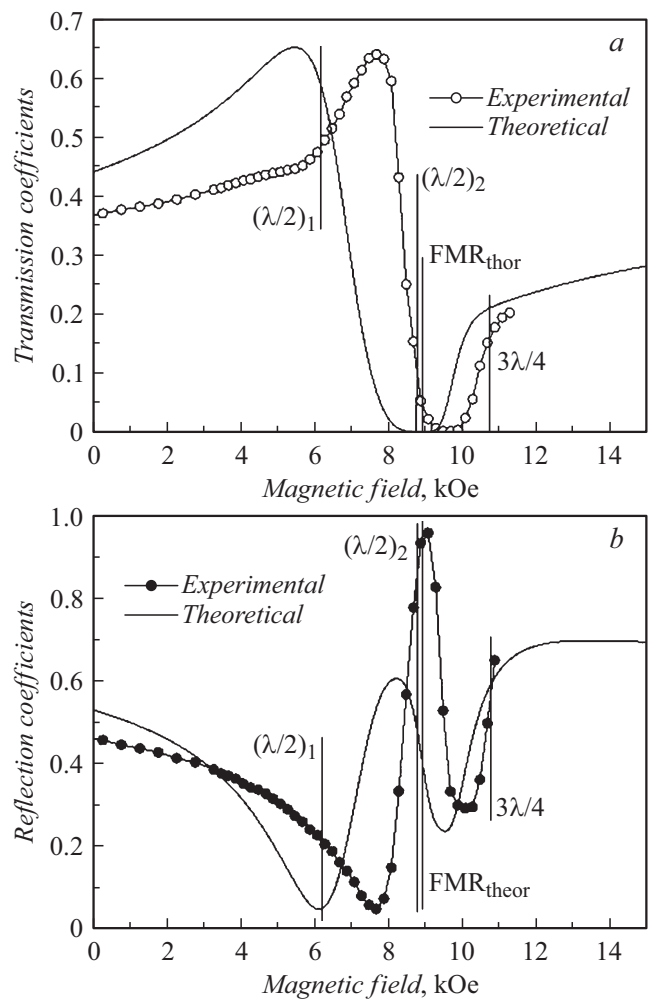 0.7
a
0.6
Experimental
Theoretical
0.5
(λ/2)₂
0.4
(λ/2)₁
0.3
FMRthor
0.2
3λ/4
0.1
0
Transmission coefficients
0 2 4 6 8 10 12 14
Magnetic field, kOe
1.0
b
(λ/2)₂
Experimental
0.8
Theoretical
0.6
(λ/2)₁
0.4
3λ/4
0.2
FMRtheor
0
Reflection coefficients
0 2 4 6 8 10 12 14
Magnetic field, kOe